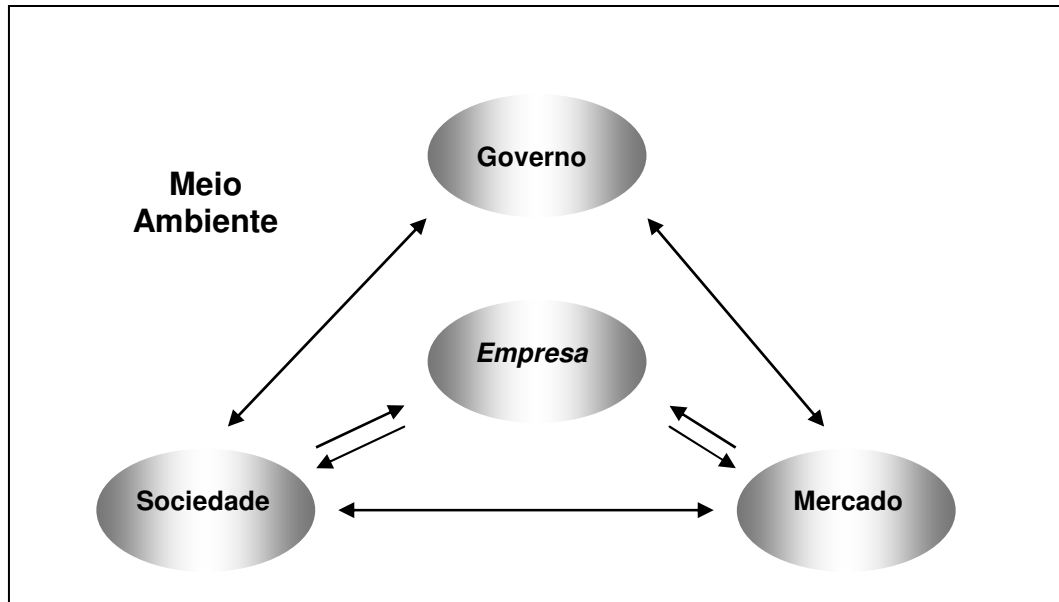 Governo
Meio
Ambiente
Empresa
Sociedade
Mercado